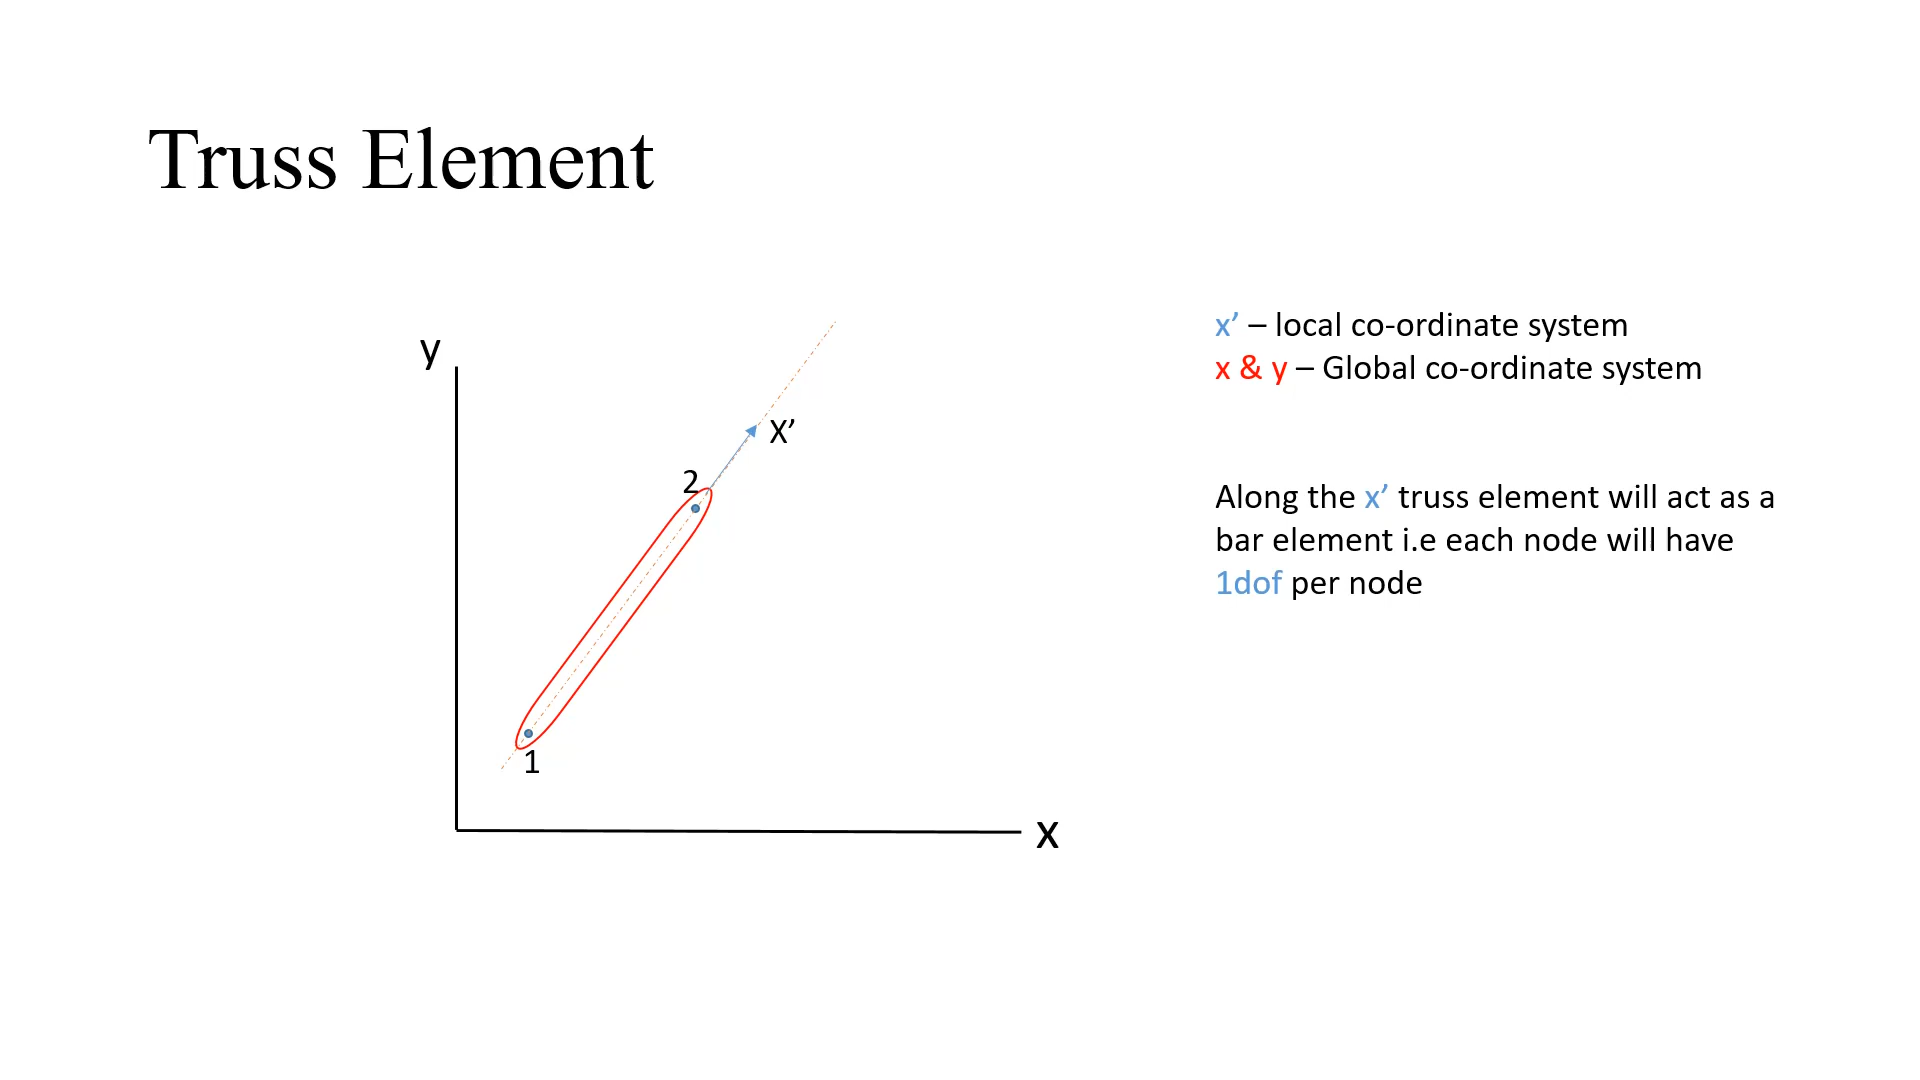 Truss Element
y
X’
2
1
x
x’ – local co-ordinate system
x & y – Global co-ordinate system
Along the x’ truss element will act as a
bar element i.e each node will have
1dof per node